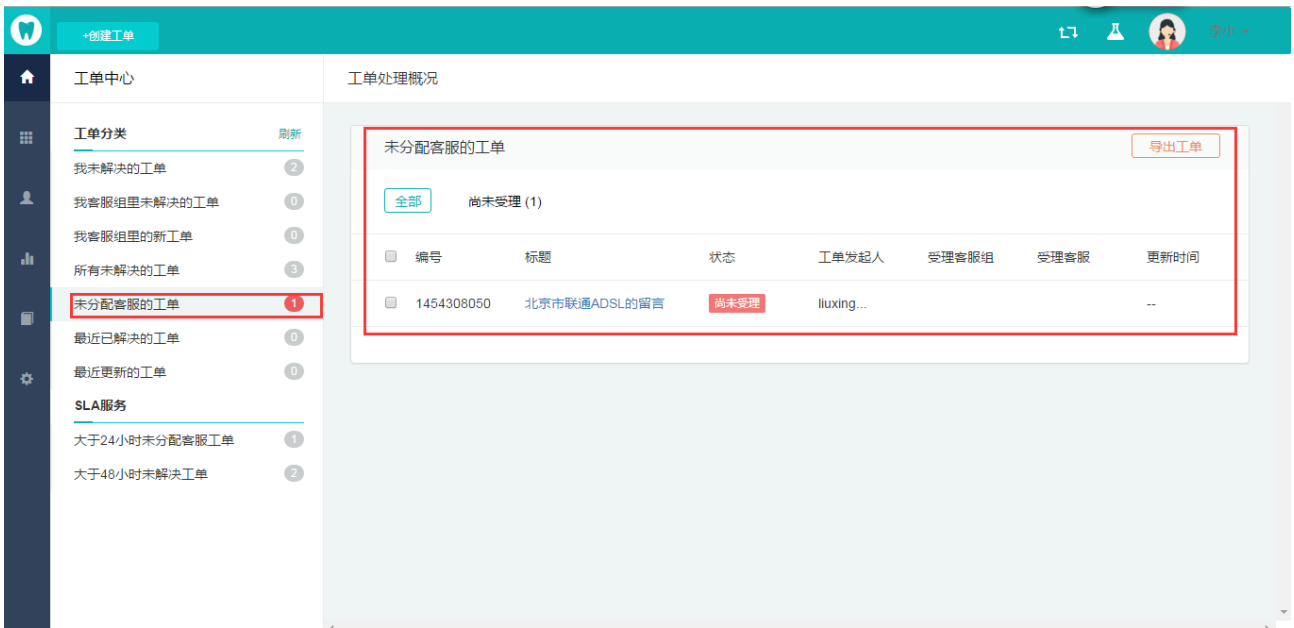 +创建工单
李小
工单中心
工单处理概况
工单分类 刷新
我未解决的工单 2
我客服组里未解决的工单 0
我客服组里的新工单 0
所有未解决的工单 3
未分配客服的工单 1
最近已解决的工单 0
最近更新的工单 0
SLA服务
大于24小时未分配客服工单 1
大于48小时未解决工单 2
未分配客服的工单 导出工单
全部 尚未受理 (1)
编号 标题 状态 工单发起人 受理客服组 受理客服 更新时间
1454308050 北京市联通ADSL的留言 尚未受理 liuxing... --